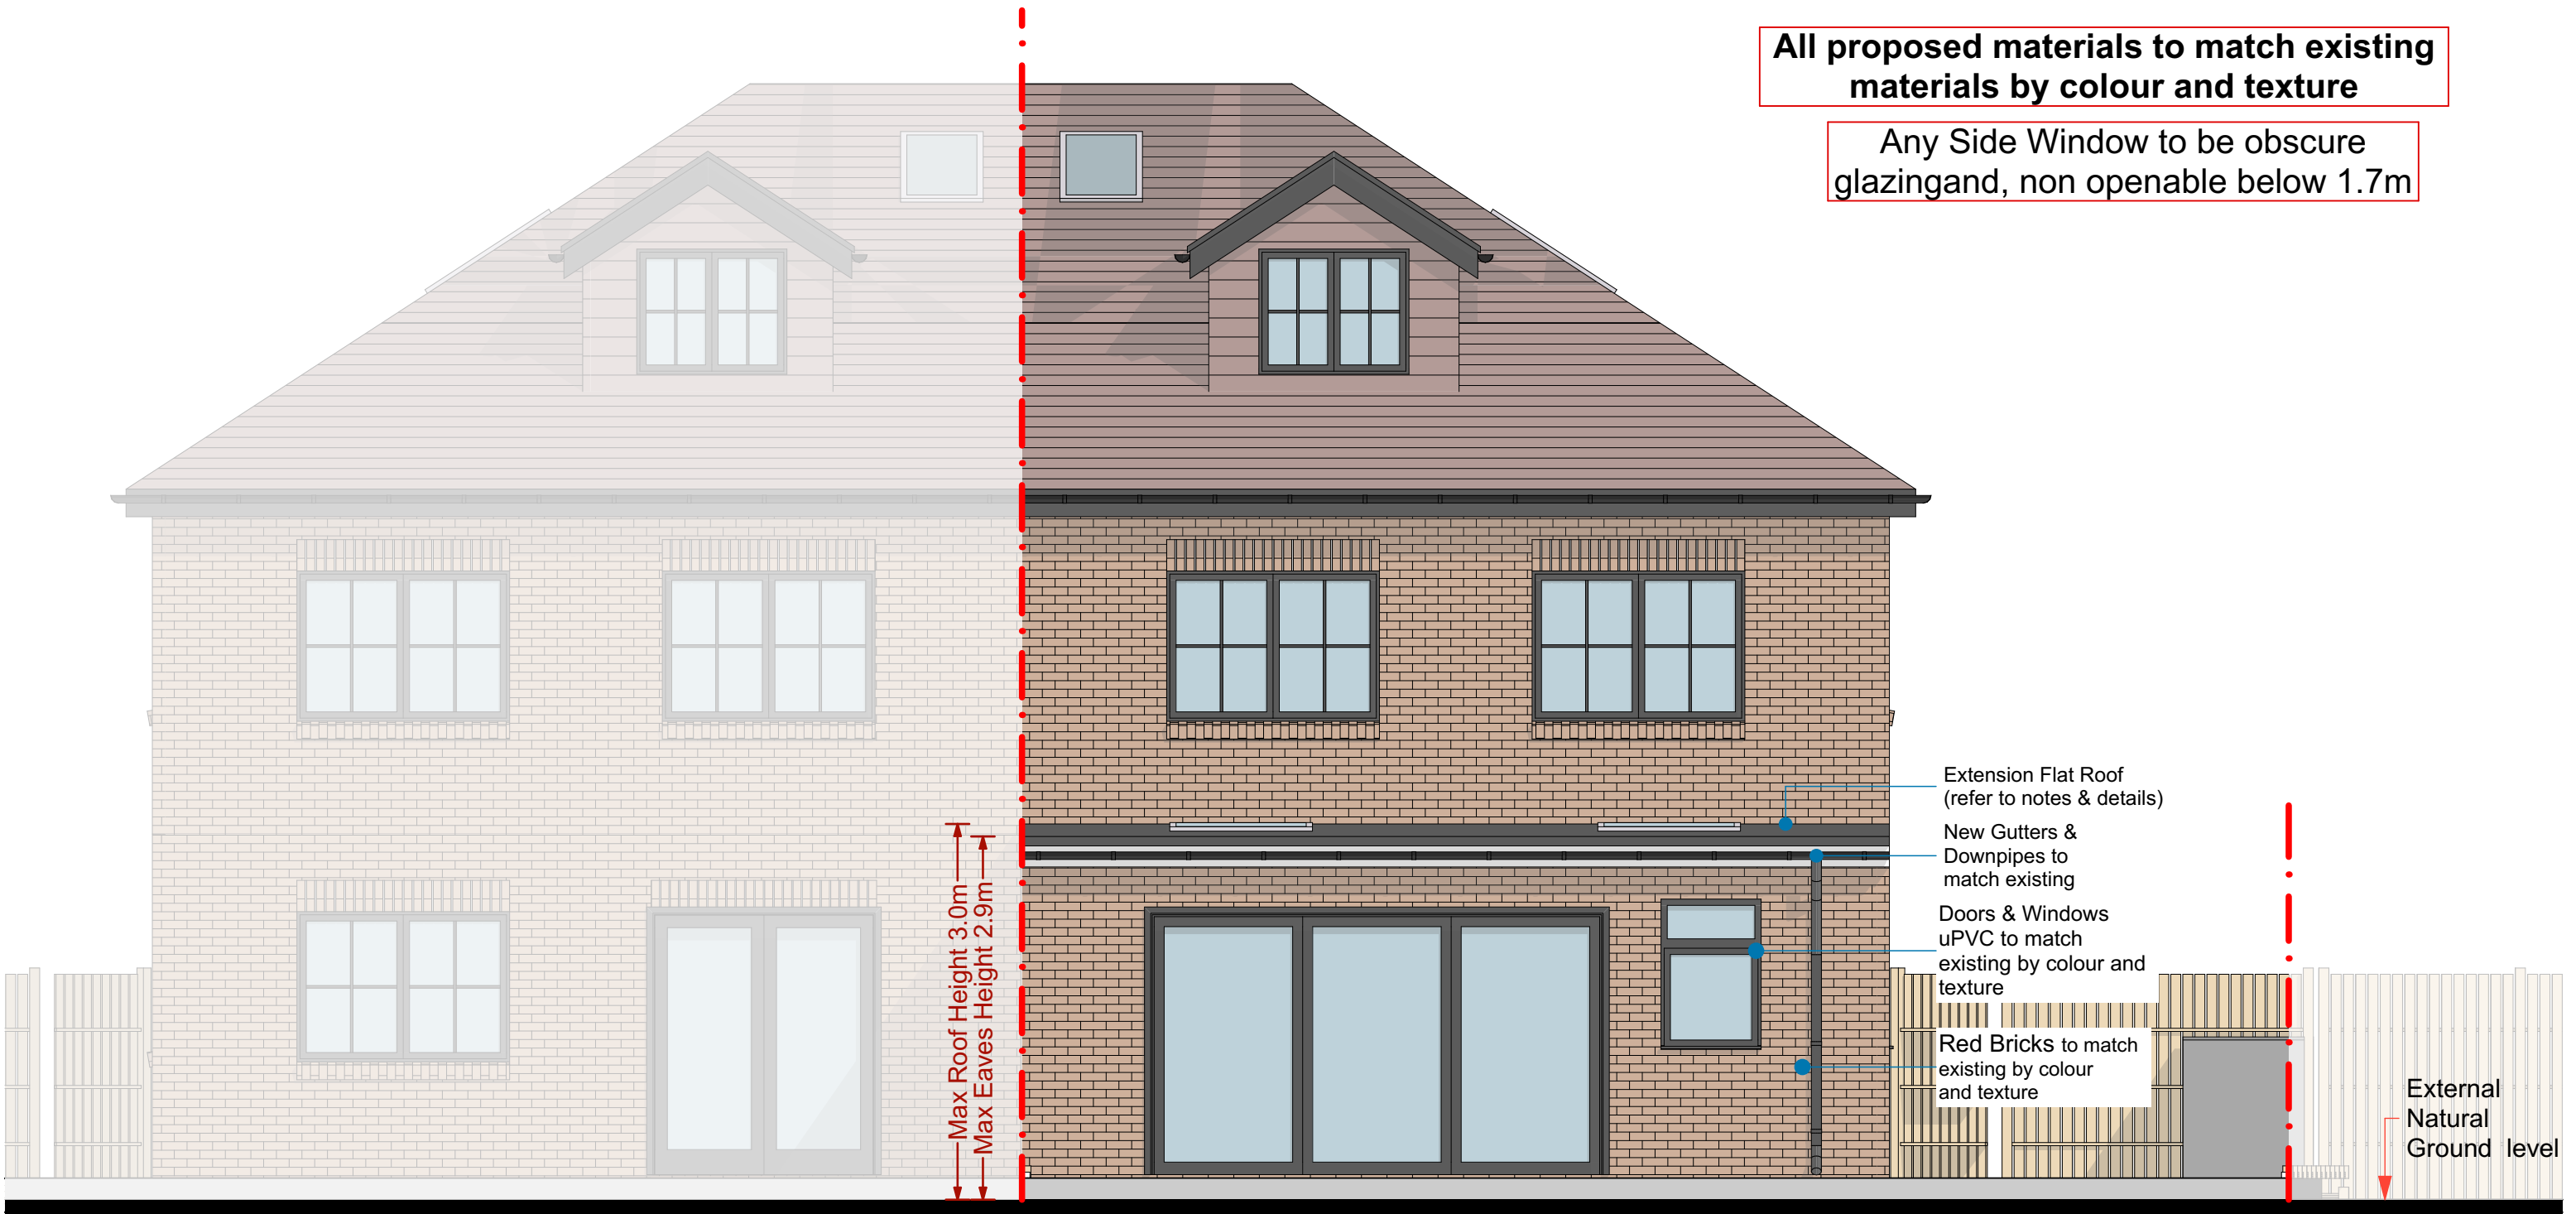 All proposed materials to match existing
materials by colour and texture
Any Side Window to be obscure
glazingand, non openable below 1.7m
Extension Flat Roof
(refer to notes & details)
New Gutters &
Downpipes to
match existing
Doors & Windows
uPVC to match
existing by colour and
texture
Red Bricks to match
existing by colour
and texture
Max Roof Height 3.0m
Max Eaves Height 2.9m
External
Natural
Ground level